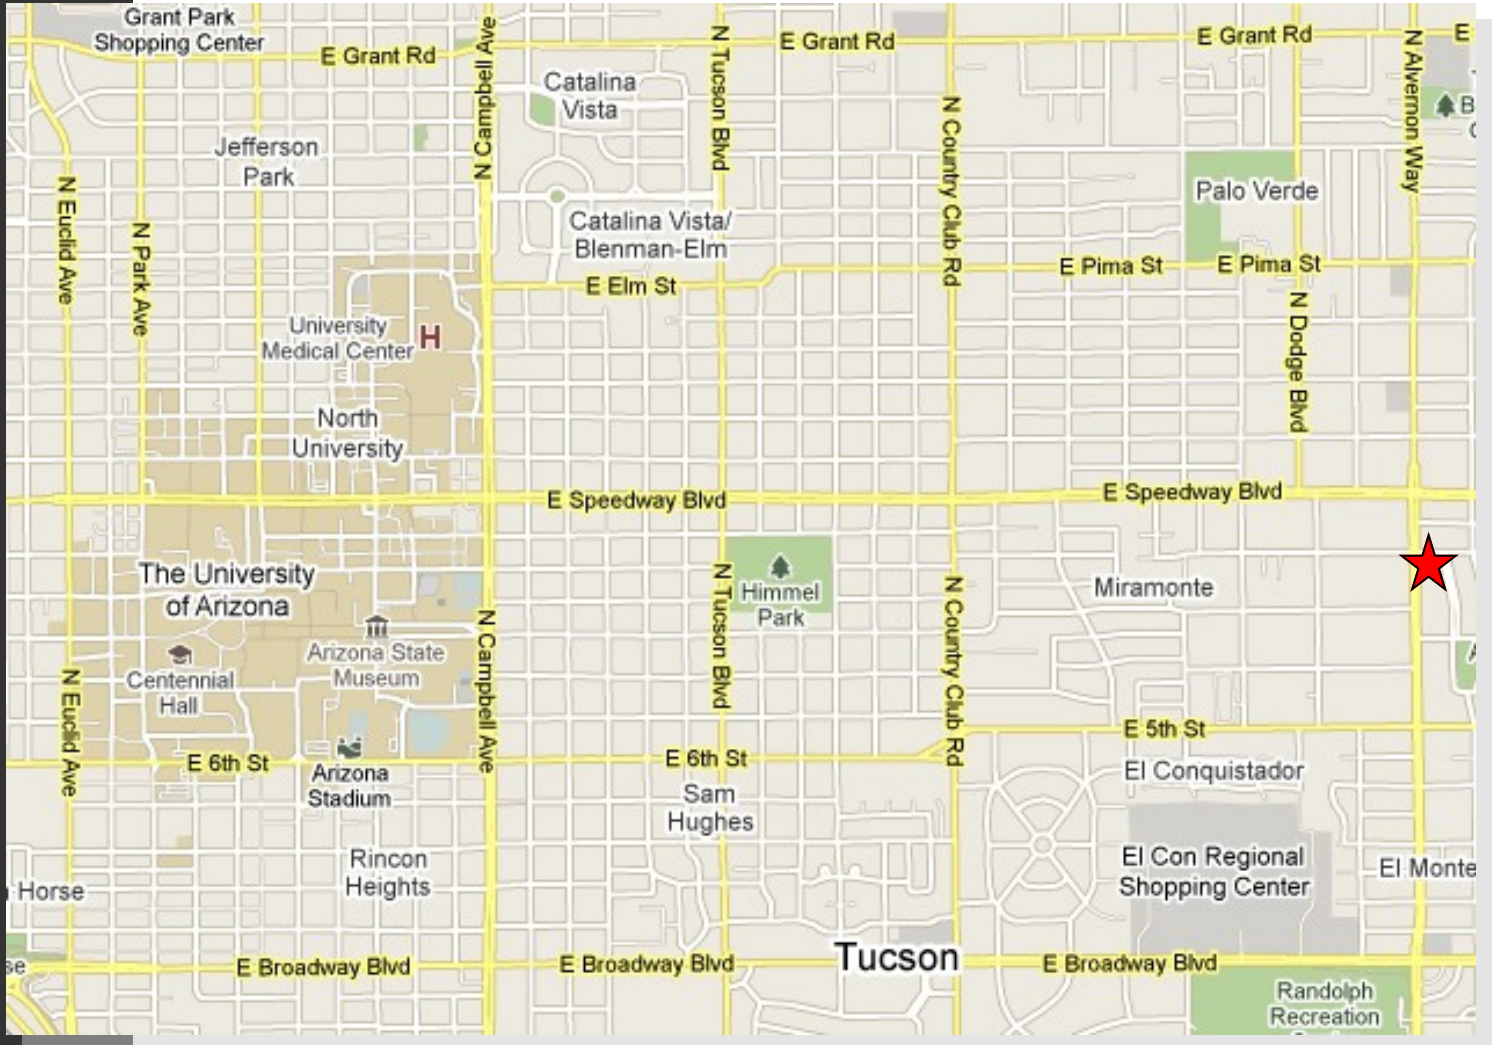 Grant Park
Shopping Center
E Grant Rd
N Campbell Ave
Catalina
Vista
N Tucson Blvd
E Grant Rd
N Country Club Rd
E Grant Rd
N Alvernon Way
E
B
Jefferson
Park
N Euclid Ave
N Park Ave
Catalina Vista/
Blenman-Elm
Palo Verde
E Elm St
E Pima St
E Pima St
N Dodge Blvd
University
Medical Center
H
North
University
E Speedway Blvd
E Speedway Blvd
The University
of Arizona
Arizona State
Museum
Centennial
Hall
N Euclid Ave
N Campbell Ave
N Tucson Blvd
Himmel
Park
N Country Club Rd
Miramonte
E 6th St
Arizona
Stadium
E 6th St
E 5th St
El Conquistador
Sam
Hughes
Rincon
Heights
El Con Regional
Shopping Center
El Monte
Horse
se
E Broadway Blvd
E Broadway Blvd
Tucson
E Broadway Blvd
Randolph
Recreation